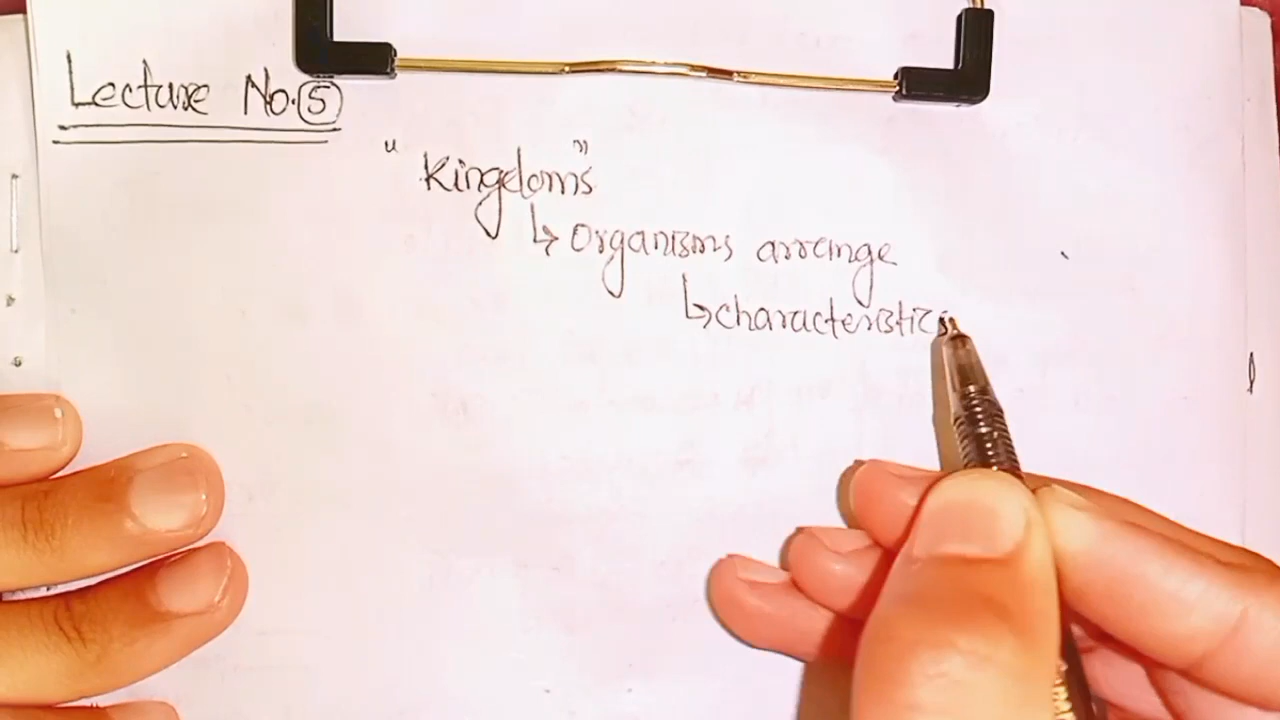 Lecture No. 5
"Kingdoms"
↳ Organisms arrange
↳ characteristics